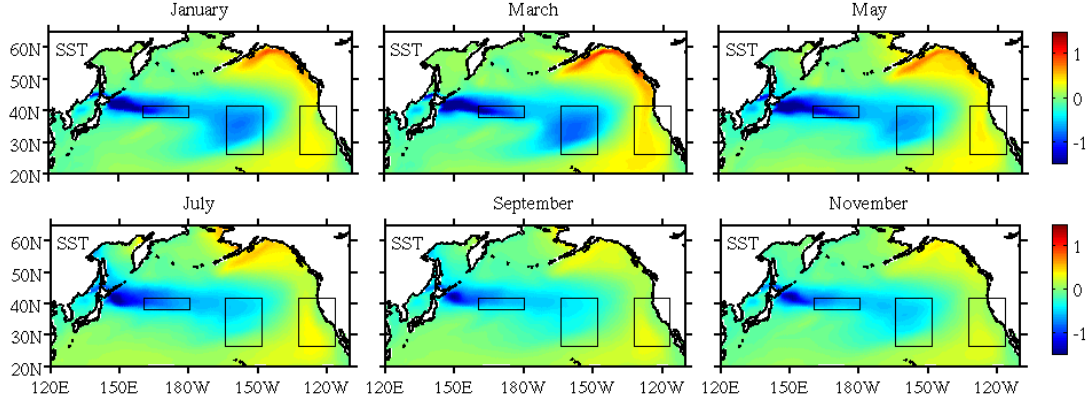 January March May
60N SST SST SST 1
50N
40N 0
30N
20N -1
July September November
60N SST SST SST 1
50N
40N 0
30N
20N -1
120E 150E 180W 150W 120W 120E 150E 180W 150W 120W 120E 150E 180W 150W 120W